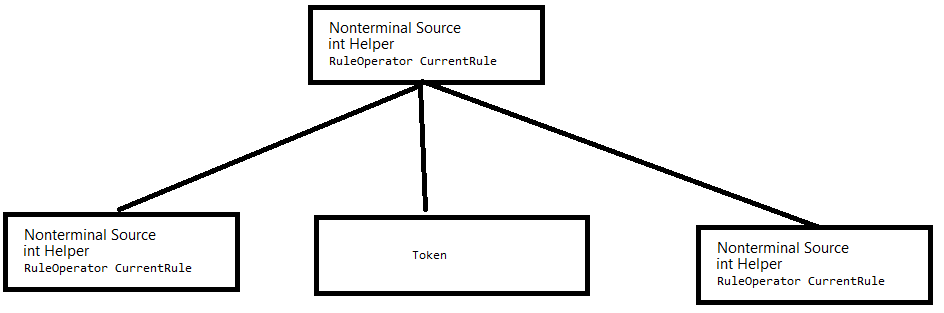 Nonterminal Source
int Helper
RuleOperator CurrentRule
Nonterminal Source
int Helper
RuleOperator CurrentRule
Token
Nonterminal Source
int Helper
RuleOperator CurrentRule